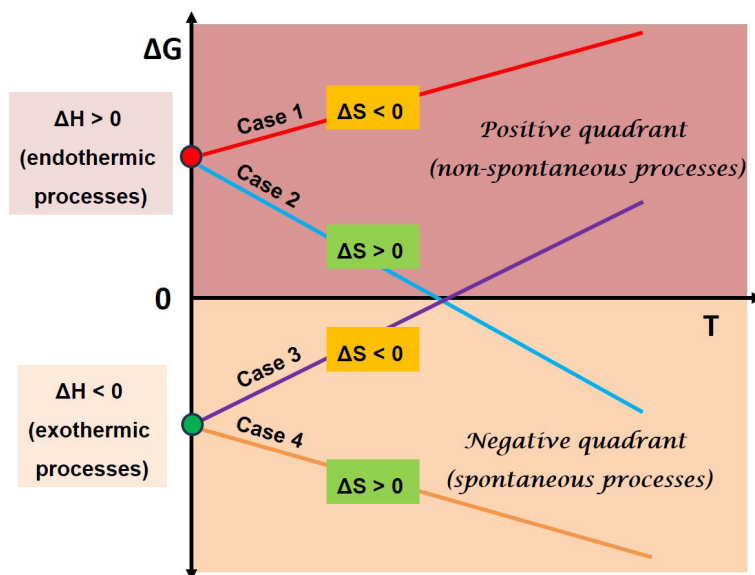 ΔG
ΔH > 0
(endothermic
processes)
Case 1
ΔS < 0
Positive quadrant
(non-spontaneous processes)
Case 2
ΔS > 0
0
T
ΔH < 0
(exothermic
processes)
Case 3
ΔS < 0
Case 4
ΔS > 0
Negative quadrant
(spontaneous processes)